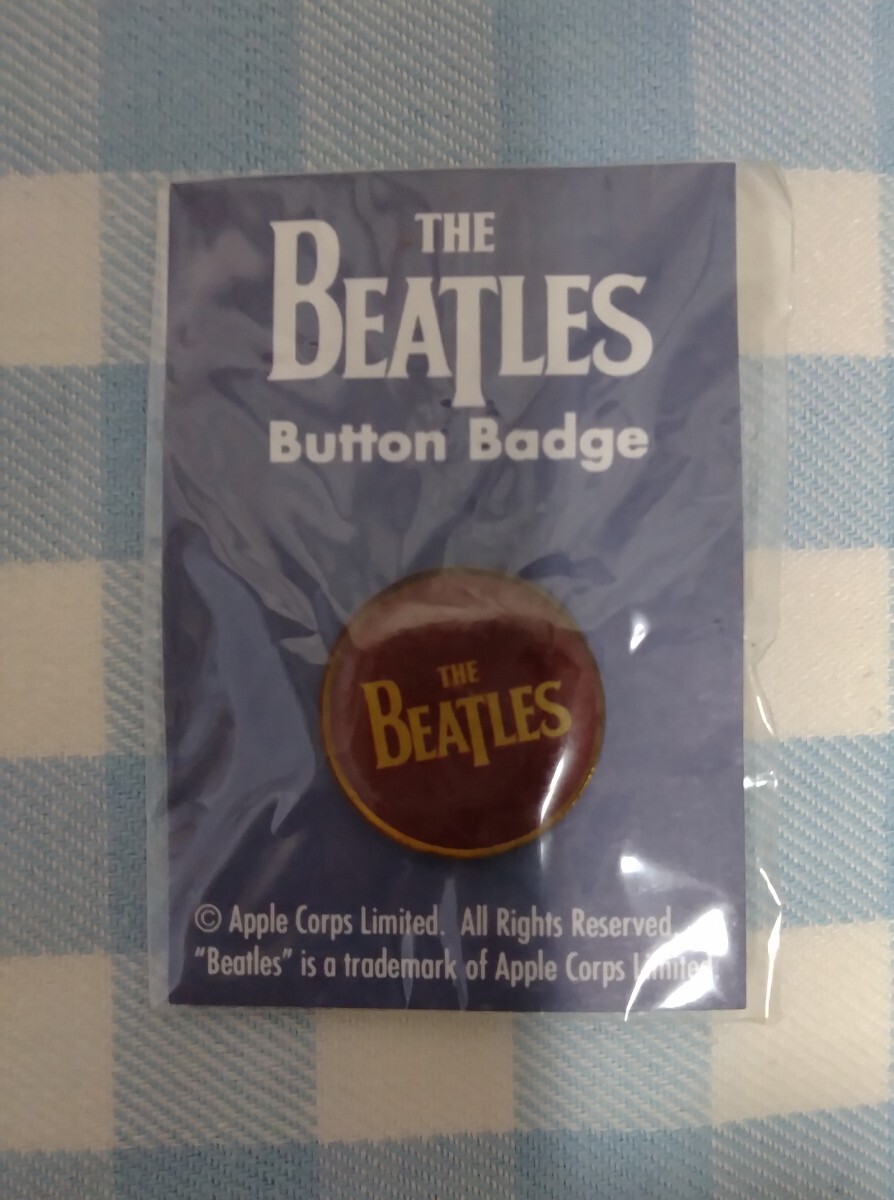 THE
BEATLES
Button Badge
THE
BEATLES
© Apple Corps Limited. All Rights Reserved.
"Beatles" is a trademark of Apple Corps Limited.